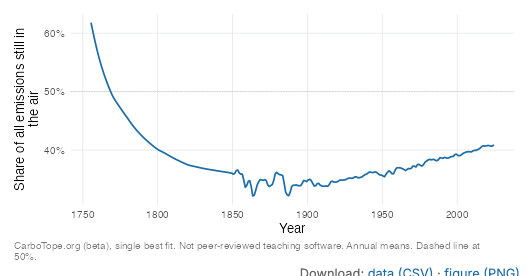 Share of all emissions still in
the air
60%
50%
40%
1750
1800
1850
1900
1950
2000
Year
CarboTope.org (beta), single best fit. Not peer-reviewed teaching software. Annual means. Dashed line at
50%.
Download: data (CSV) · figure (PNG)